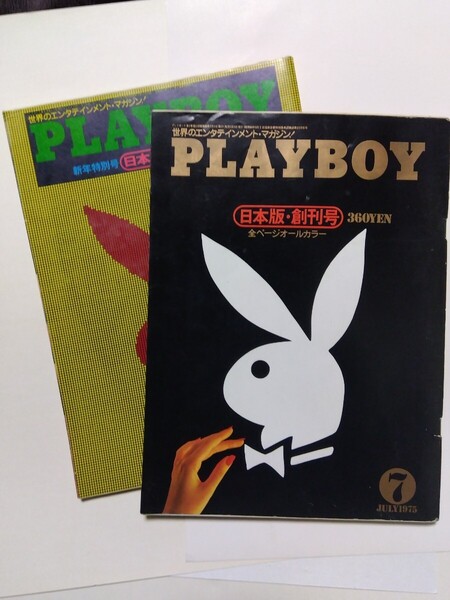 世界のエンタテインメント・マガジン!
PLAYBOY
新年特別号
日本
世界のエンタテインメント・マガジン!
PLAYBOY
日本版・創刊号 360YEN
全ページオールカラー
7
JULY1975